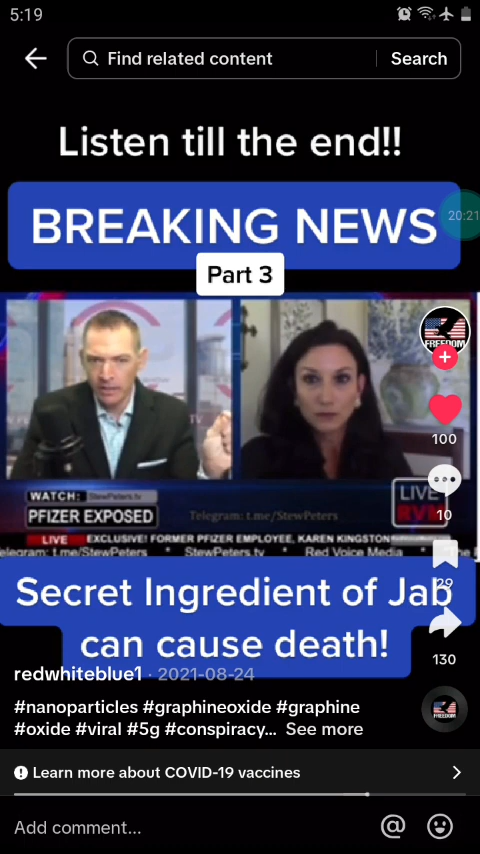 5:19
Find related content
Search
Listen till the end!!
BREAKING NEWS
20:21
Part 3
FREEDOM
100
WATCH: StewPeters.tv
PFIZER EXPOSED
Telegram: t.me/StewPeters
LIVE
10
LIVE EXCLUSIVE! FORMER PFIZER EMPLOYEE, KAREN KINGSTON
elegram: t.me/StewPeters * StewPeters.tv * Red Voice Media *
29
Secret Ingredient of Jab
can cause death!
130
redwhiteblue1 · 2021-08-24
#nanoparticles #graphineoxide #graphine
#oxide #viral #5g #conspiracy... See more
FREEDOM
Learn more about COVID-19 vaccines
Add comment...